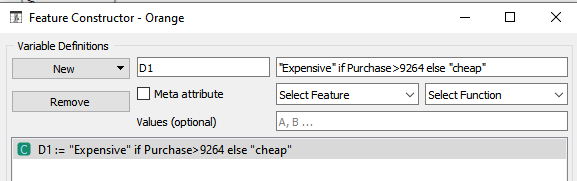 Feature Constructor - Orange
Variable Definitions
New D1 "Expensive" if Purchase>9264 else "cheap"
Remove Meta attribute Select Feature Select Function
Values (optional) A, B ...
C D1 := "Expensive" if Purchase>9264 else "cheap"